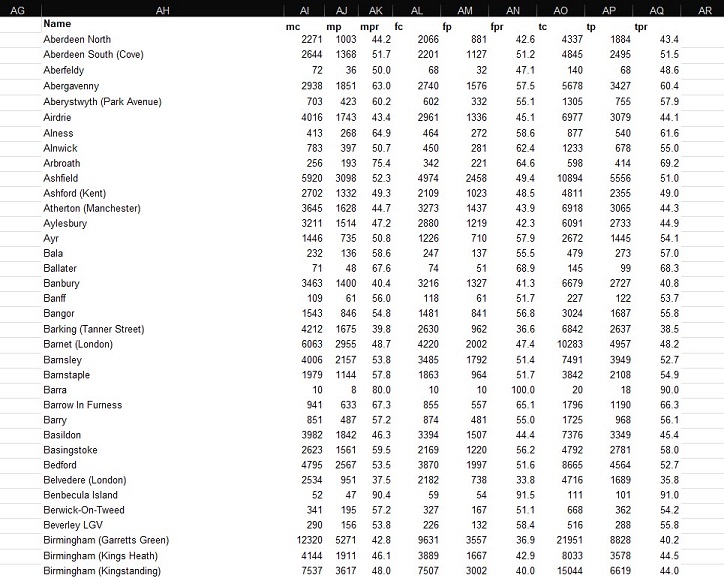 AG AH AI AJ AK AL AM AN AO AP AQ AR
Name mc mp mpr fc fp fpr tc tp tpr
Aberdeen North 2271 1003 44.2 2066 881 42.6 4337 1884 43.4
Aberdeen South (Cove) 2644 1368 51.7 2201 1127 51.2 4845 2495 51.5
Aberfeldy 72 36 50.0 68 32 47.1 140 68 48.6
Abergavenny 2938 1851 63.0 2740 1576 57.5 5678 3427 60.4
Aberystwyth (Park Avenue) 703 423 60.2 602 332 55.1 1305 755 57.9
Airdrie 4016 1743 43.4 2961 1336 45.1 6977 3079 44.1
Alness 413 268 64.9 464 272 58.6 877 540 61.6
Alnwick 783 397 50.7 450 281 62.4 1233 678 55.0
Arbroath 256 193 75.4 342 221 64.6 598 414 69.2
Ashfield 5920 3098 52.3 4974 2458 49.4 10894 5556 51.0
Ashford (Kent) 2702 1332 49.3 2109 1023 48.5 4811 2355 49.0
Atherton (Manchester) 3645 1628 44.7 3273 1437 43.9 6918 3065 44.3
Aylesbury 3211 1514 47.2 2880 1219 42.3 6091 2733 44.9
Ayr 1446 735 50.8 1226 710 57.9 2672 1445 54.1
Bala 232 136 58.6 247 137 55.5 479 273 57.0
Ballater 71 48 67.6 74 51 68.9 145 99 68.3
Banbury 3463 1400 40.4 3216 1327 41.3 6679 2727 40.8
Banff 109 61 56.0 118 61 51.7 227 122 53.7
Bangor 1543 846 54.8 1481 841 56.8 3024 1687 55.8
Barking (Tanner Street) 4212 1675 39.8 2630 962 36.6 6842 2637 38.5
Barnet (London) 6063 2955 48.7 4220 2002 47.4 10283 4957 48.2
Barnsley 4006 2157 53.8 3485 1792 51.4 7491 3949 52.7
Barnstaple 1979 1144 57.8 1863 964 51.7 3842 2108 54.9
Barra 10 8 80.0 10 10 100.0 20 18 90.0
Barrow In Furness 941 633 67.3 855 557 65.1 1796 1190 66.3
Barry 851 487 57.2 874 481 55.0 1725 968 56.1
Basildon 3982 1842 46.3 3394 1507 44.4 7376 3349 45.4
Basingstoke 2623 1561 59.5 2169 1220 56.2 4792 2781 58.0
Bedford 4795 2567 53.5 3870 1997 51.6 8665 4564 52.7
Belvedere (London) 2534 951 37.5 2182 738 33.8 4716 1689 35.8
Benbecula Island 52 47 90.4 59 54 91.5 111 101 91.0
Berwick-On-Tweed 341 195 57.2 327 167 51.1 668 362 54.2
Beverley LGV 290 156 53.8 226 132 58.4 516 288 55.8
Birmingham (Garretts Green) 12320 5271 42.8 9631 3557 36.9 21951 8828 40.2
Birmingham (Kings Heath) 4144 1911 46.1 3889 1667 42.9 8033 3578 44.5
Birmingham (Kingstanding) 7537 3617 48.0 7507 3002 40.0 15044 6619 44.0